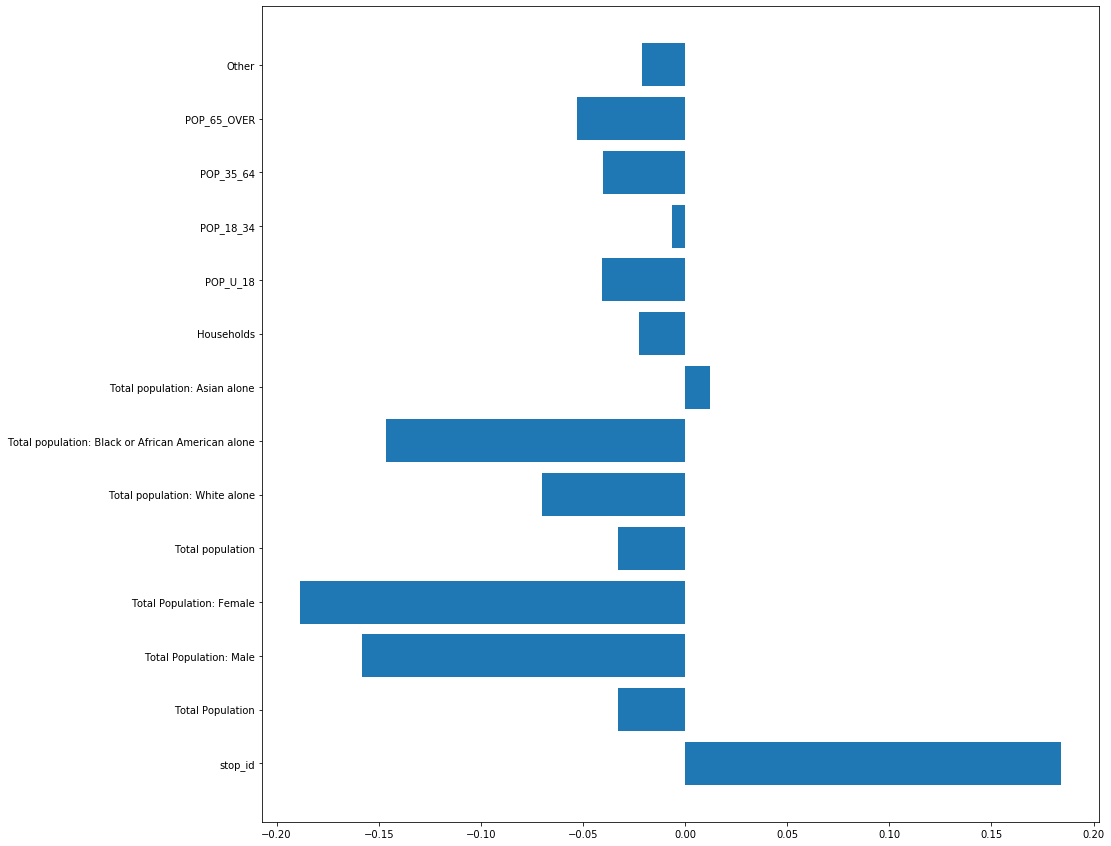 Other
POP_65_OVER
POP_35_64
POP_18_34
POP_U_18
Households
Total population: Asian alone
Total population: Black or African American alone
Total population: White alone
Total population
Total Population: Female
Total Population: Male
Total Population
stop_id
−0.20 −0.15 −0.10 −0.05 0.00 0.05 0.10 0.15 0.20